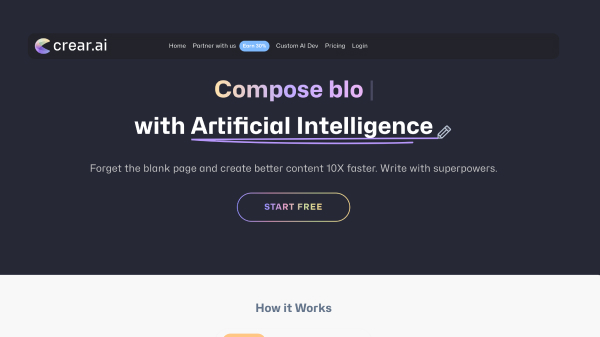 crear.ai
Home Partner with us Earn 30% Custom AI Dev Pricing Login
Compose blo
with Artificial Intelligence
Forget the blank page and create better content 10X faster. Write with superpowers.
START FREE
How it Works